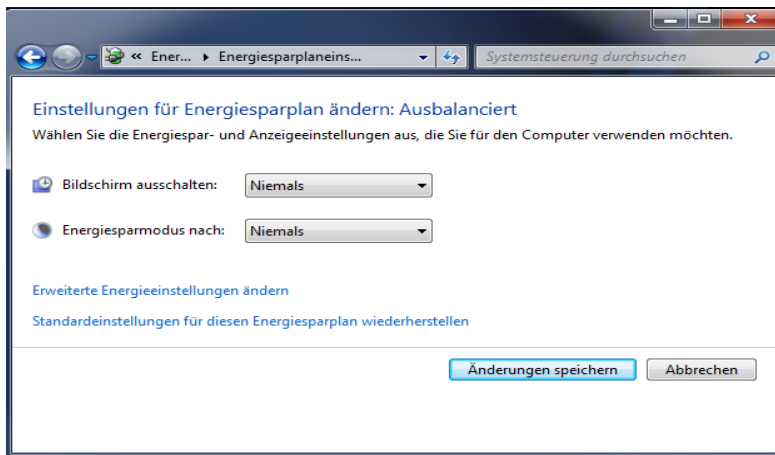 « Ener... ▸ Energiesparplaneins...
Systemsteuerung durchsuchen
Einstellungen für Energiesparplan ändern: Ausbalanciert
Wählen Sie die Energiespar- und Anzeigeeinstellungen aus, die Sie für den Computer verwenden möchten.
Bildschirm ausschalten: Niemals
Energiesparmodus nach: Niemals
Erweiterte Energieeinstellungen ändern
Standardeinstellungen für diesen Energiesparplan wiederherstellen
Änderungen speichern Abbrechen